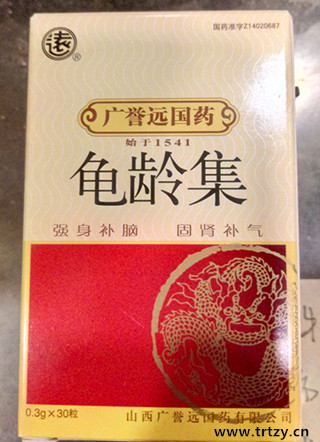 国药准字Z14020687
远
®
广誉远国药
始于1541
龟龄集
强身补脑 固肾补气
0.3g×30粒
山西广誉远国药有限公司
www.trtzy.cn